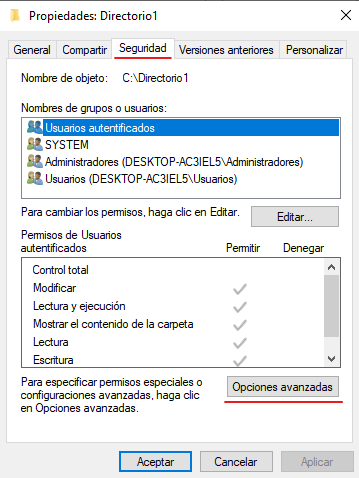 Propiedades: Directorio1
General Compartir Seguridad Versiones anteriores Personalizar
Nombre de objeto: C:\Directorio1
Nombres de grupos o usuarios:
Usuarios autentificados
SYSTEM
Administradores (DESKTOP-AC3IEL5\Administradores)
Usuarios (DESKTOP-AC3IEL5\Usuarios)
Para cambiar los permisos, haga clic en Editar. Editar...
Permisos de Usuarios
autentificados Permitir Denegar
Control total
Modificar
Lectura y ejecución
Mostrar el contenido de la carpeta
Lectura
Escritura
Para especificar permisos especiales o
configuraciones avanzadas, haga clic
en Opciones avanzadas.
Opciones avanzadas
Aceptar Cancelar Aplicar